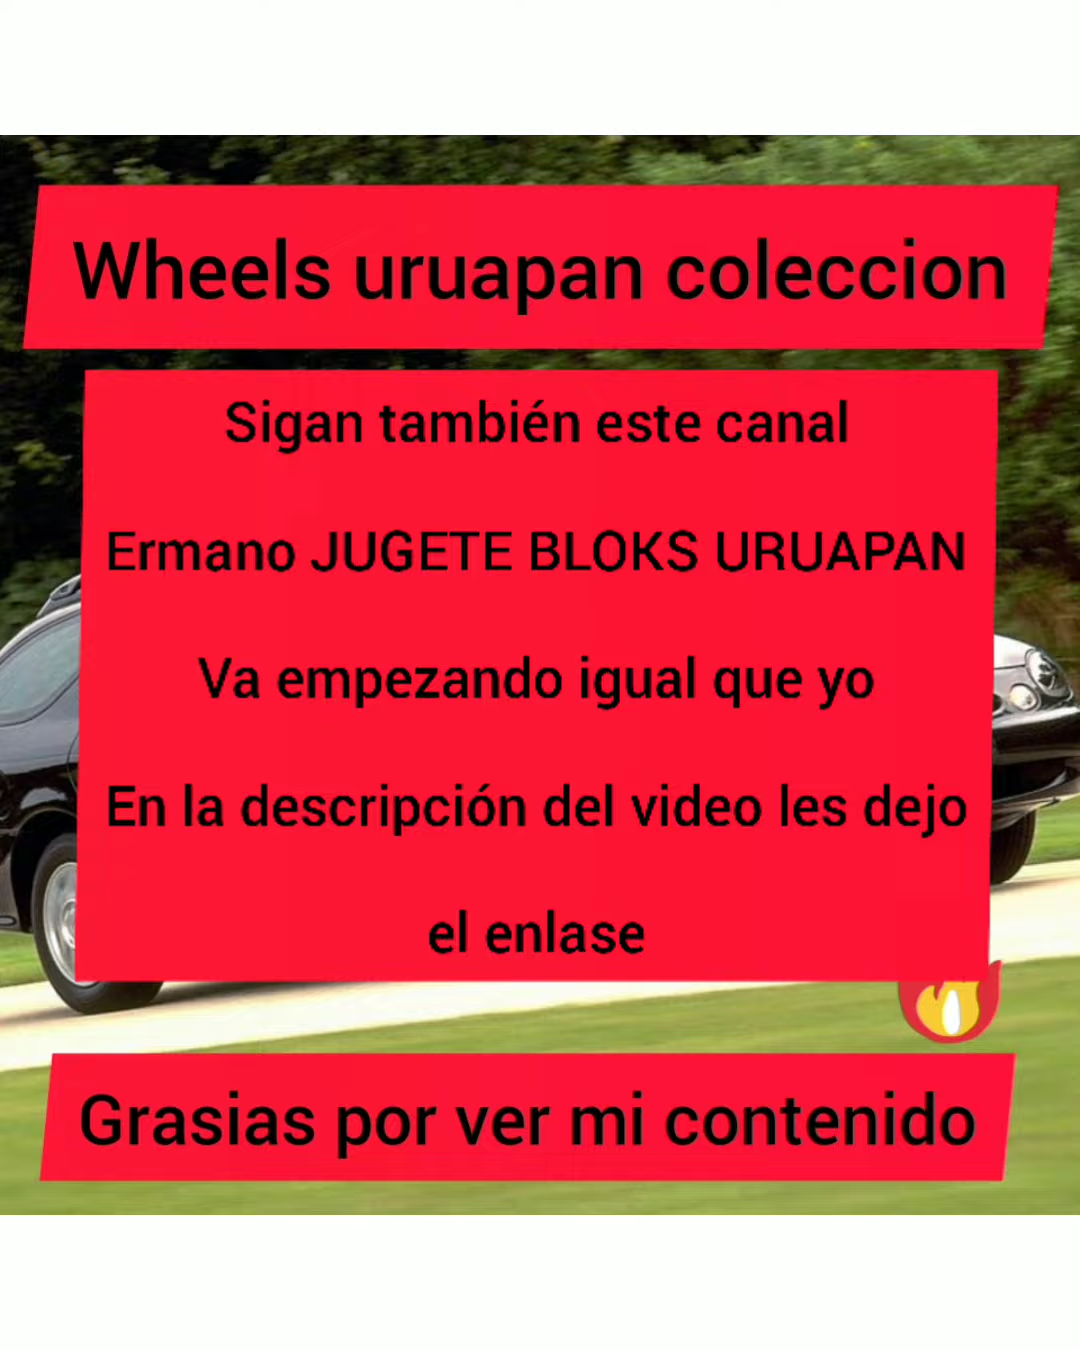 Wheels uruapan coleccion
Sigan también este canal
Ermano JUGETE BLOKS URUAPAN
Va empezando igual que yo
En la descripción del video les dejo
el enlase
Grasias por ver mi contenido